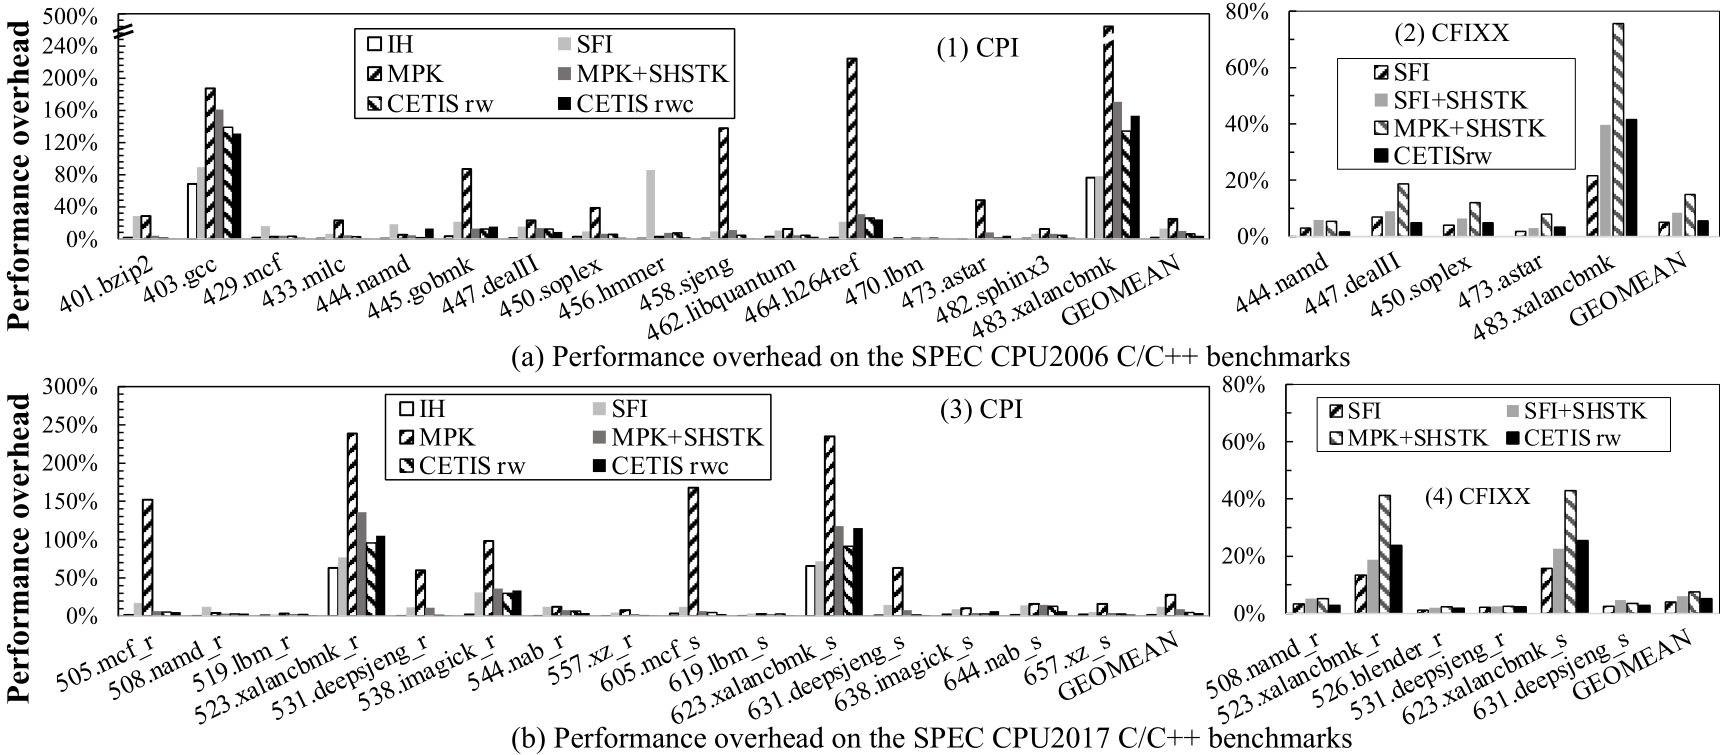 Performance overhead
500%
240%
200%
160%
120%
80%
40%
0%
IH
SFI
MPK
MPK+SHSTK
CETIS rw
CETIS rwc
(1) CPI
401.bzip2
403.gcc
429.mcf
433.milc
444.namd
445.gobmk
447.dealII
450.soplex
456.hmmer
458.sjeng
462.libquantum
464.h264ref
470.lbm
473.astar
482.sphinx3
483.xalancbmk
GEOMEAN
80%
60%
40%
20%
0%
(2) CFIXX
SFI
SFI+SHSTK
MPK+SHSTK
CETISrw
444.namd
447.dealII
450.soplex
473.astar
483.xalancbmk
GEOMEAN
(a) Performance overhead on the SPEC CPU2006 C/C++ benchmarks
Performance overhead
300%
250%
200%
150%
100%
50%
0%
IH
SFI
MPK
MPK+SHSTK
CETIS rw
CETIS rwc
(3) CPI
505.mcf_r
508.namd_r
519.lbm_r
523.xalancbmk_r
531.deepsjeng_r
538.imagick_r
544.nab_r
557.xz_r
605.mcf_s
619.lbm_s
623.xalancbmk_s
631.deepsjeng_s
638.imagick_s
644.nab_s
657.xz_s
GEOMEAN
80%
60%
40%
20%
0%
SFI
SFI+SHSTK
MPK+SHSTK
CETIS rw
(4) CFIXX
508.namd_r
523.xalancbmk_r
526.blender_r
531.deepsjeng_r
623.xalancbmk_s
631.deepsjeng_s
GEOMEAN
(b) Performance overhead on the SPEC CPU2017 C/C++ benchmarks